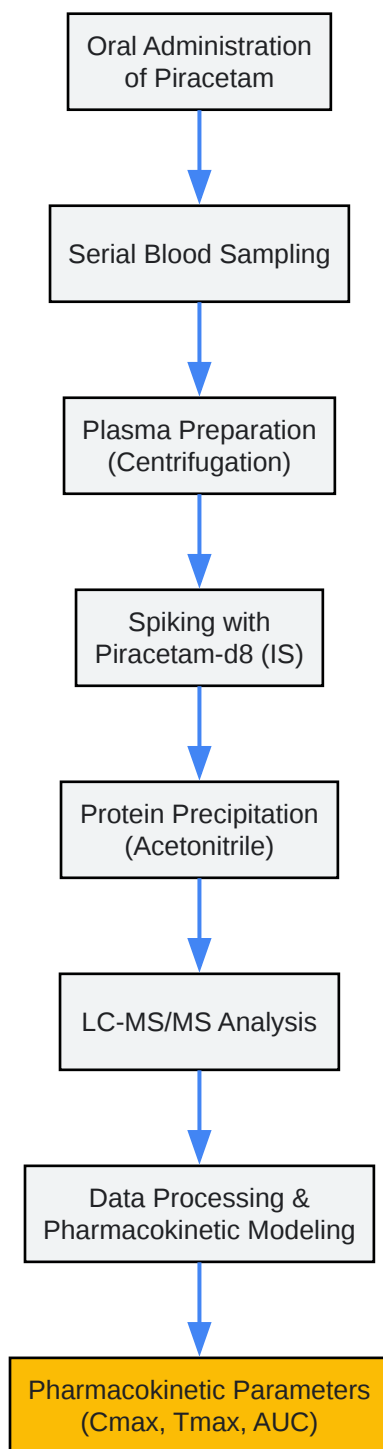 Oral Administration
of Piracetam
Serial Blood Sampling
Plasma Preparation
(Centrifugation)
Spiking with
Piracetam-d8 (IS)
Protein Precipitation
(Acetonitrile)
LC-MS/MS Analysis
Data Processing &
Pharmacokinetic Modeling
Pharmacokinetic Parameters
(Cmax, Tmax, AUC)